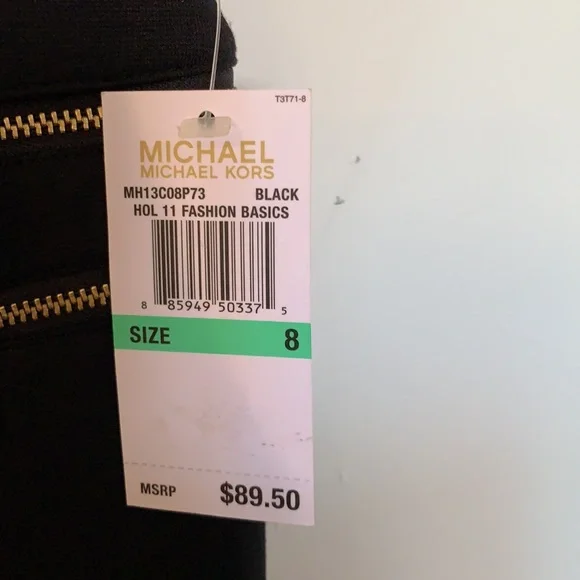 T3T71-8
MICHAEL
MICHAEL KORS
MH13C08P73 BLACK
HOL 11 FASHION BASICS
8 85949 50337 5
SIZE 8
MSRP $89.50